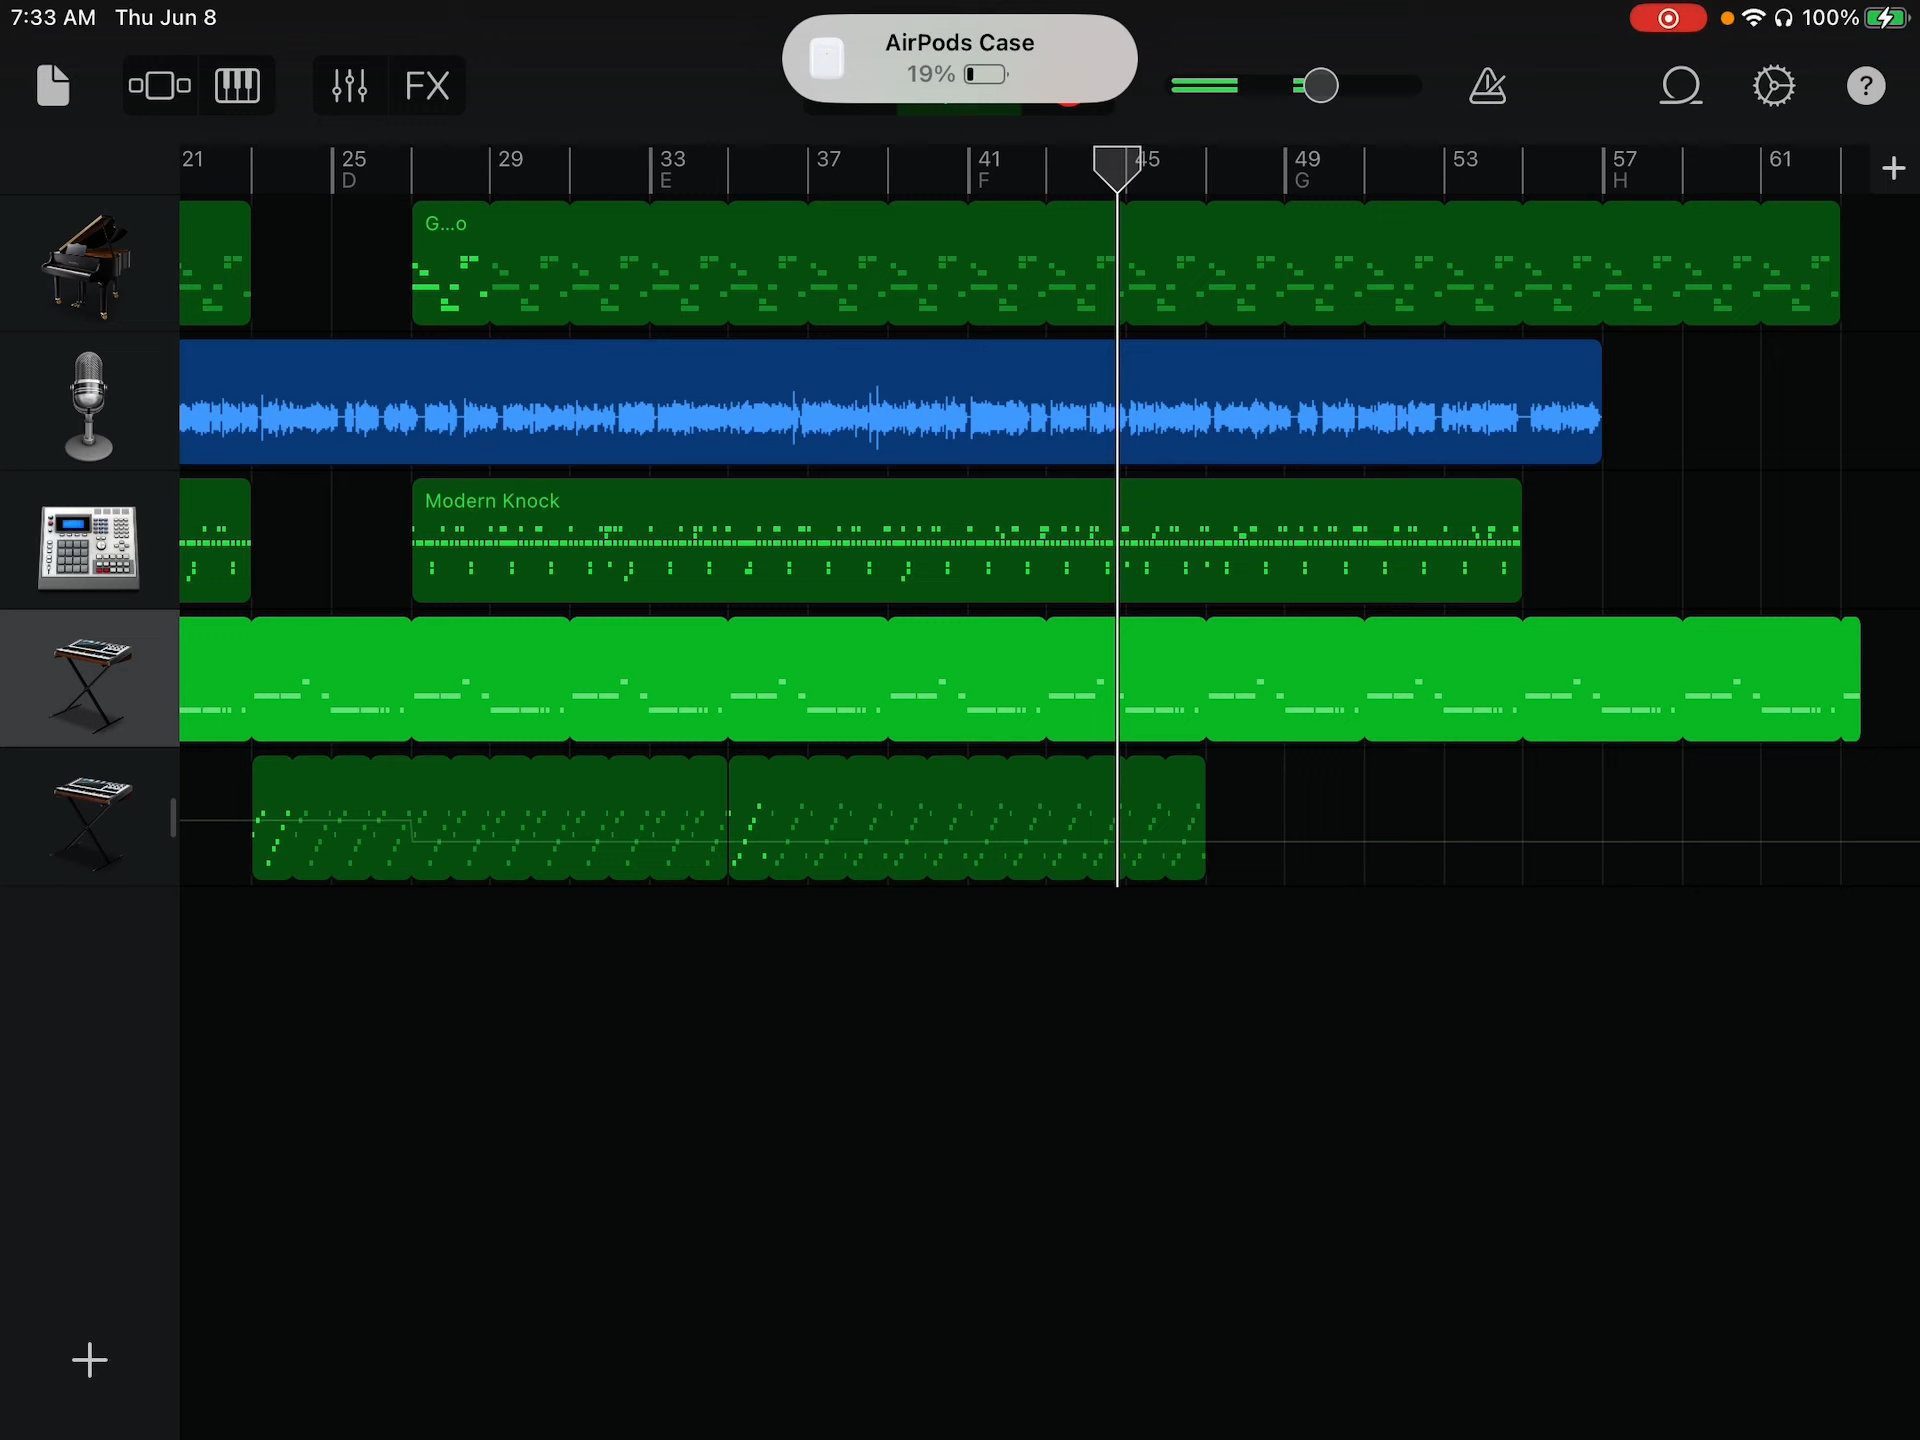 7:33 AM Thu Jun 8
100%
AirPods Case
19%
FX
?
21 25 29 33 37 41 45 49 53 57 61
D E F G H
G...o
Modern Knock